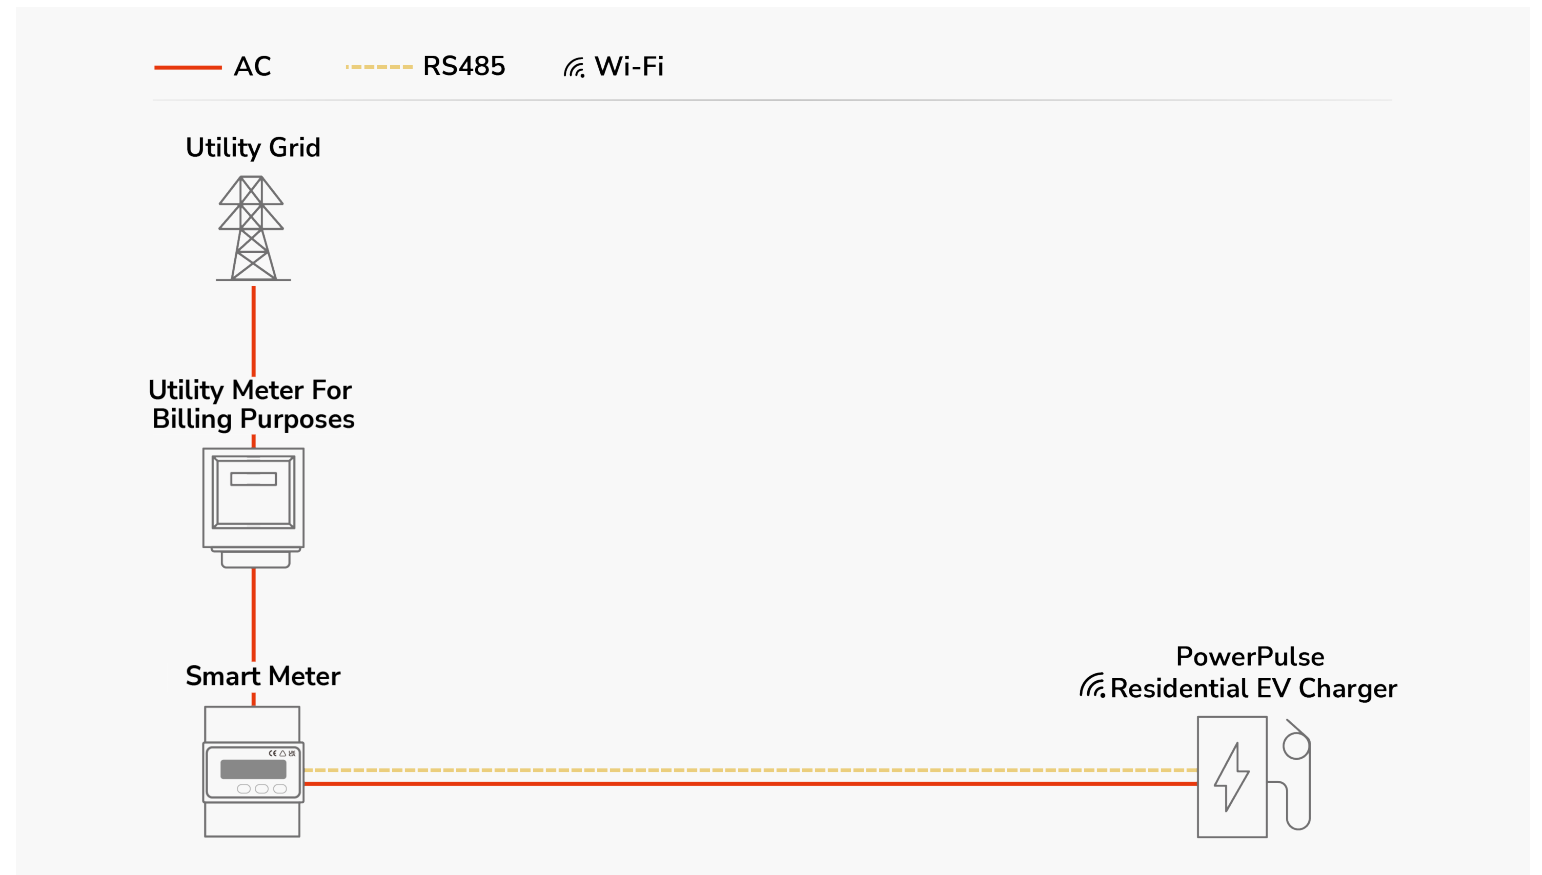 AC
RS485
Wi-Fi
Utility Grid
Utility Meter For
Billing Purposes
Smart Meter
PowerPulse
Residential EV Charger